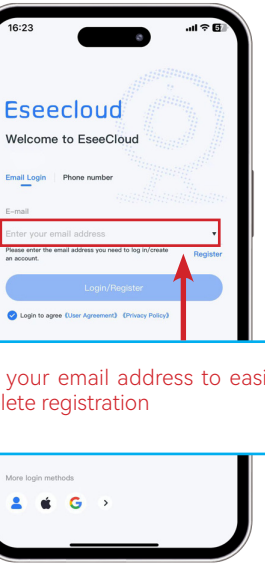 16:23
Eseecloud
Welcome to EseeCloud
Email Login Phone number
E-mail
Enter your email address
Please enter the email address you need to log in/create
an account.
Register
Login/Register
Login to agree 《User Agreement》 《Privacy Policy》
your email address to easi
lete registration
More login methods